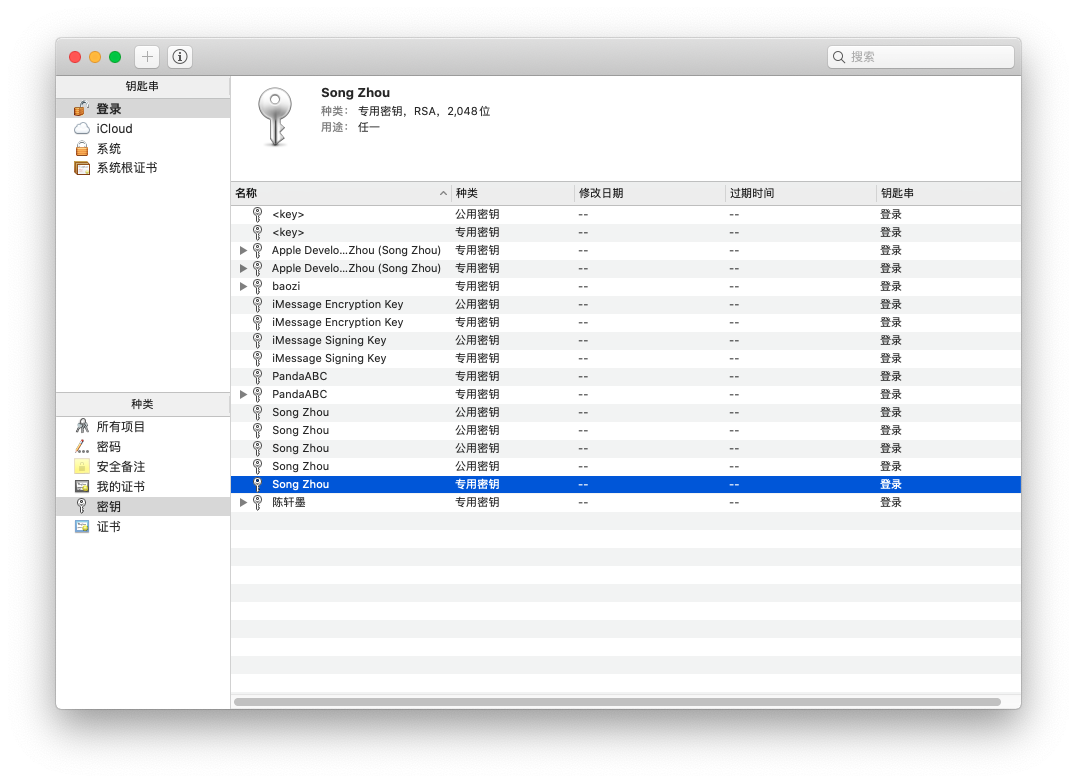 搜索
钥匙串
登录
iCloud
系统
系统根证书
种类
所有项目
密码
安全备注
我的证书
密钥
证书
Song Zhou
种类： 专用密钥，RSA，2,048 位
用途： 任一
名称 种类 修改日期 过期时间 钥匙串
<key> 公用密钥 -- -- 登录
<key> 专用密钥 -- -- 登录
Apple Develo...Zhou (Song Zhou) 专用密钥 -- -- 登录
Apple Develo...Zhou (Song Zhou) 专用密钥 -- -- 登录
baozi 专用密钥 -- -- 登录
iMessage Encryption Key 公用密钥 -- -- 登录
iMessage Encryption Key 专用密钥 -- -- 登录
iMessage Signing Key 公用密钥 -- -- 登录
iMessage Signing Key 专用密钥 -- -- 登录
PandaABC 专用密钥 -- -- 登录
PandaABC 专用密钥 -- -- 登录
Song Zhou 公用密钥 -- -- 登录
Song Zhou 公用密钥 -- -- 登录
Song Zhou 公用密钥 -- -- 登录
Song Zhou 公用密钥 -- -- 登录
Song Zhou 专用密钥 -- -- 登录
陈轩墨 专用密钥 -- -- 登录